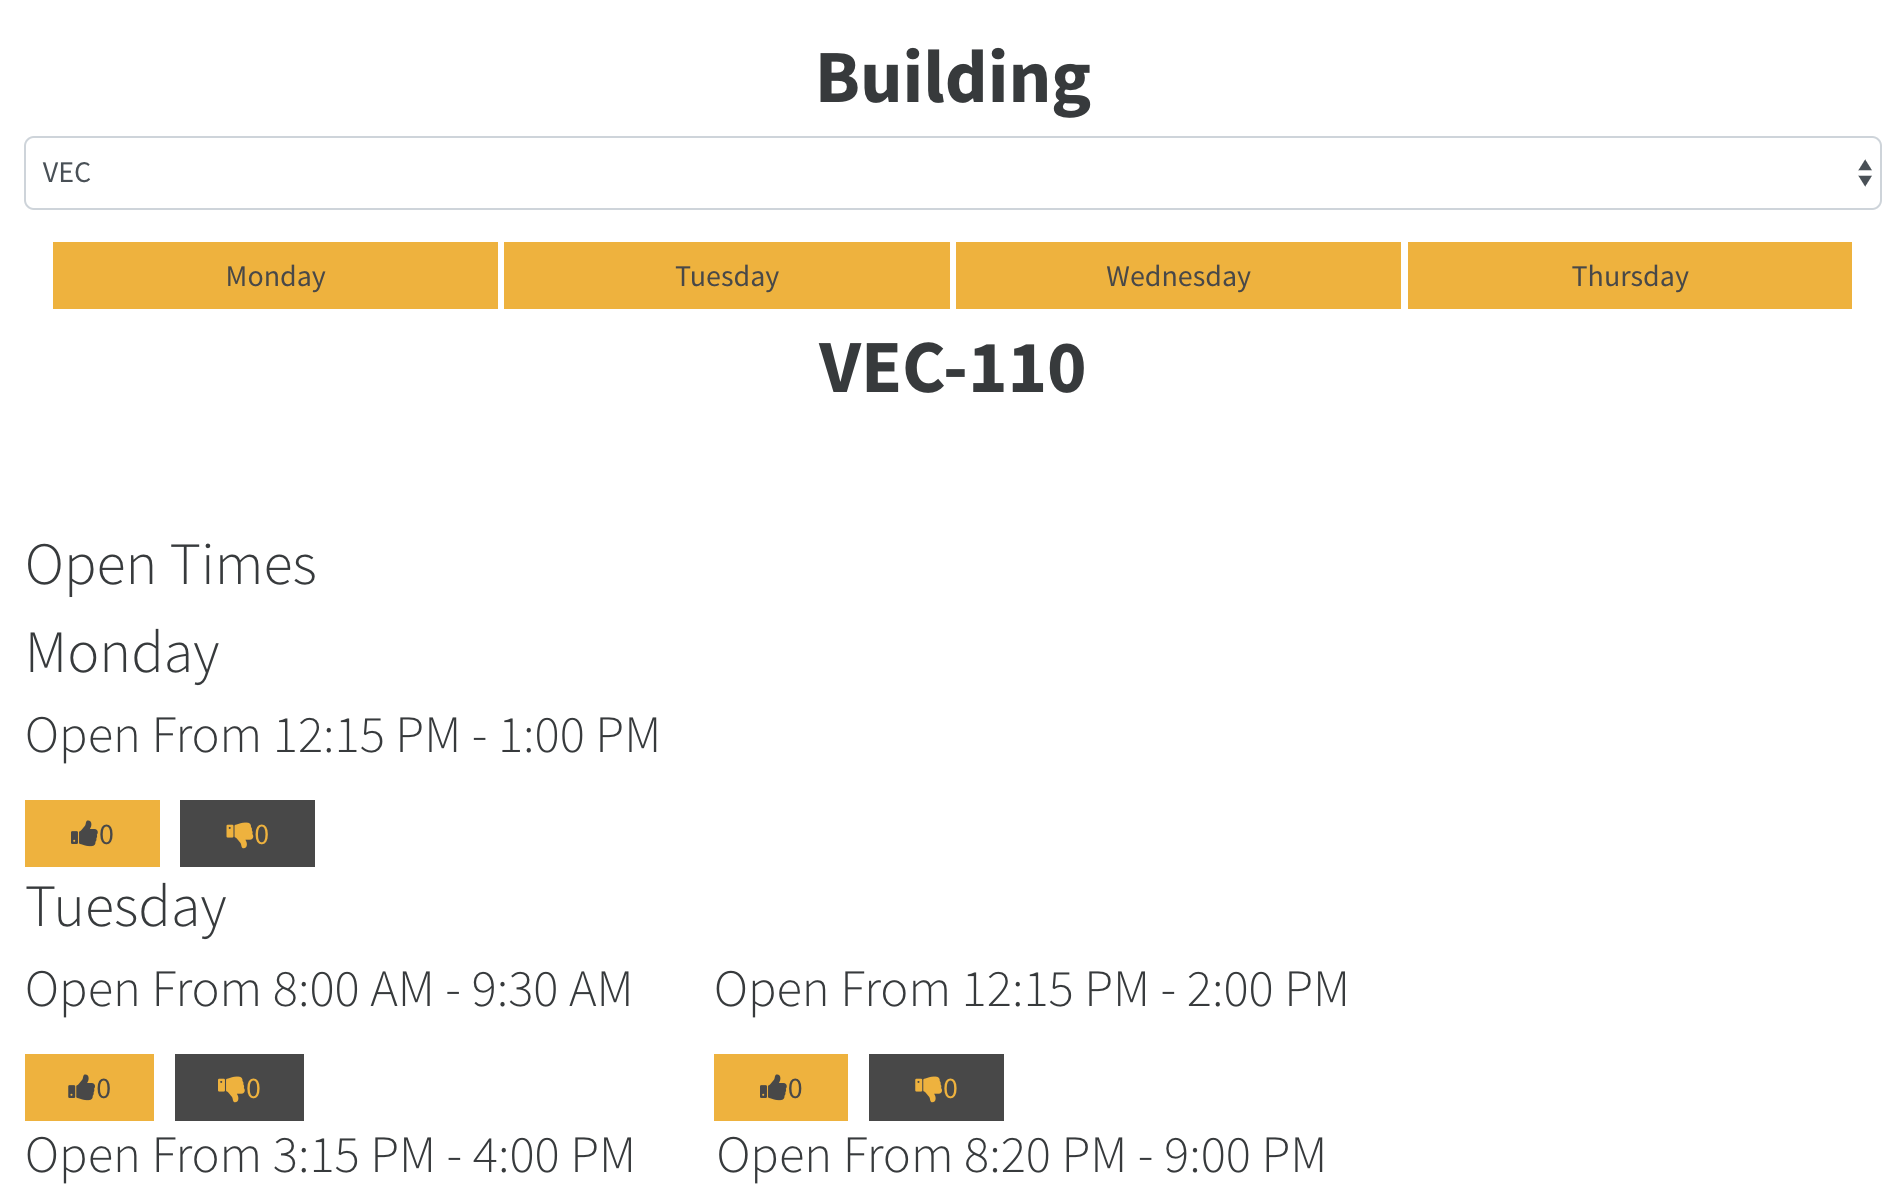 Building
VEC
Monday Tuesday Wednesday Thursday
VEC-110
Open Times
Monday
Open From 12:15 PM - 1:00 PM
0 0
Tuesday
Open From 8:00 AM - 9:30 AM Open From 12:15 PM - 2:00 PM
0 0 0 0
Open From 3:15 PM - 4:00 PM Open From 8:20 PM - 9:00 PM